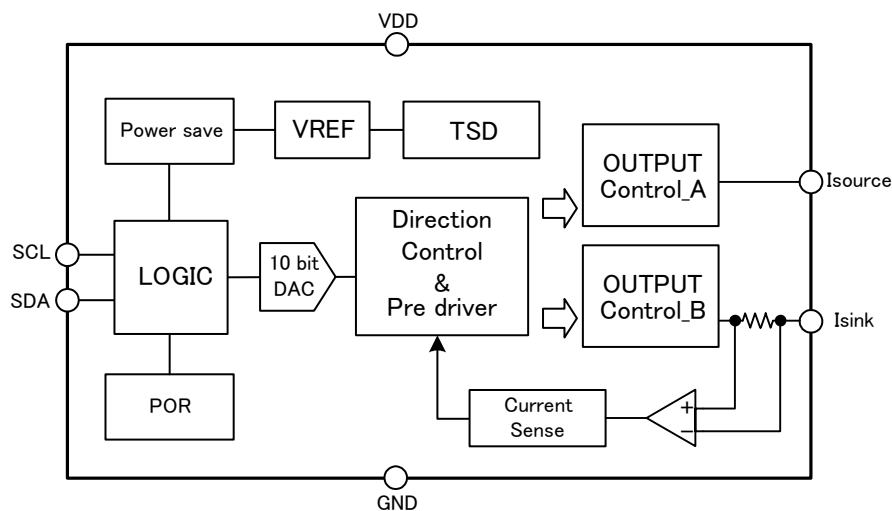 VDD
Power save
VREF
TSD
OUTPUT
Control_A
Isource
SCL
SDA
LOGIC
10 bit
DAC
Direction
Control
&
Pre driver
OUTPUT
Control_B
Isink
POR
Current
Sense
+
−
GND